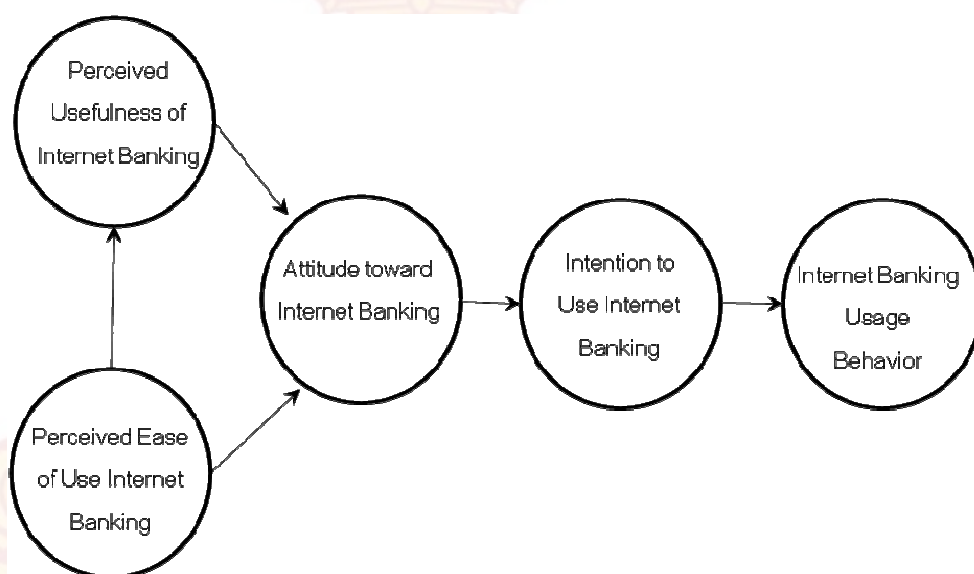 Perceived
Usefulness of
Internet Banking
Attitude toward
Internet Banking
Intention to
Use Internet
Banking
Internet Banking
Usage
Behavior
Perceived Ease
of Use Internet
Banking